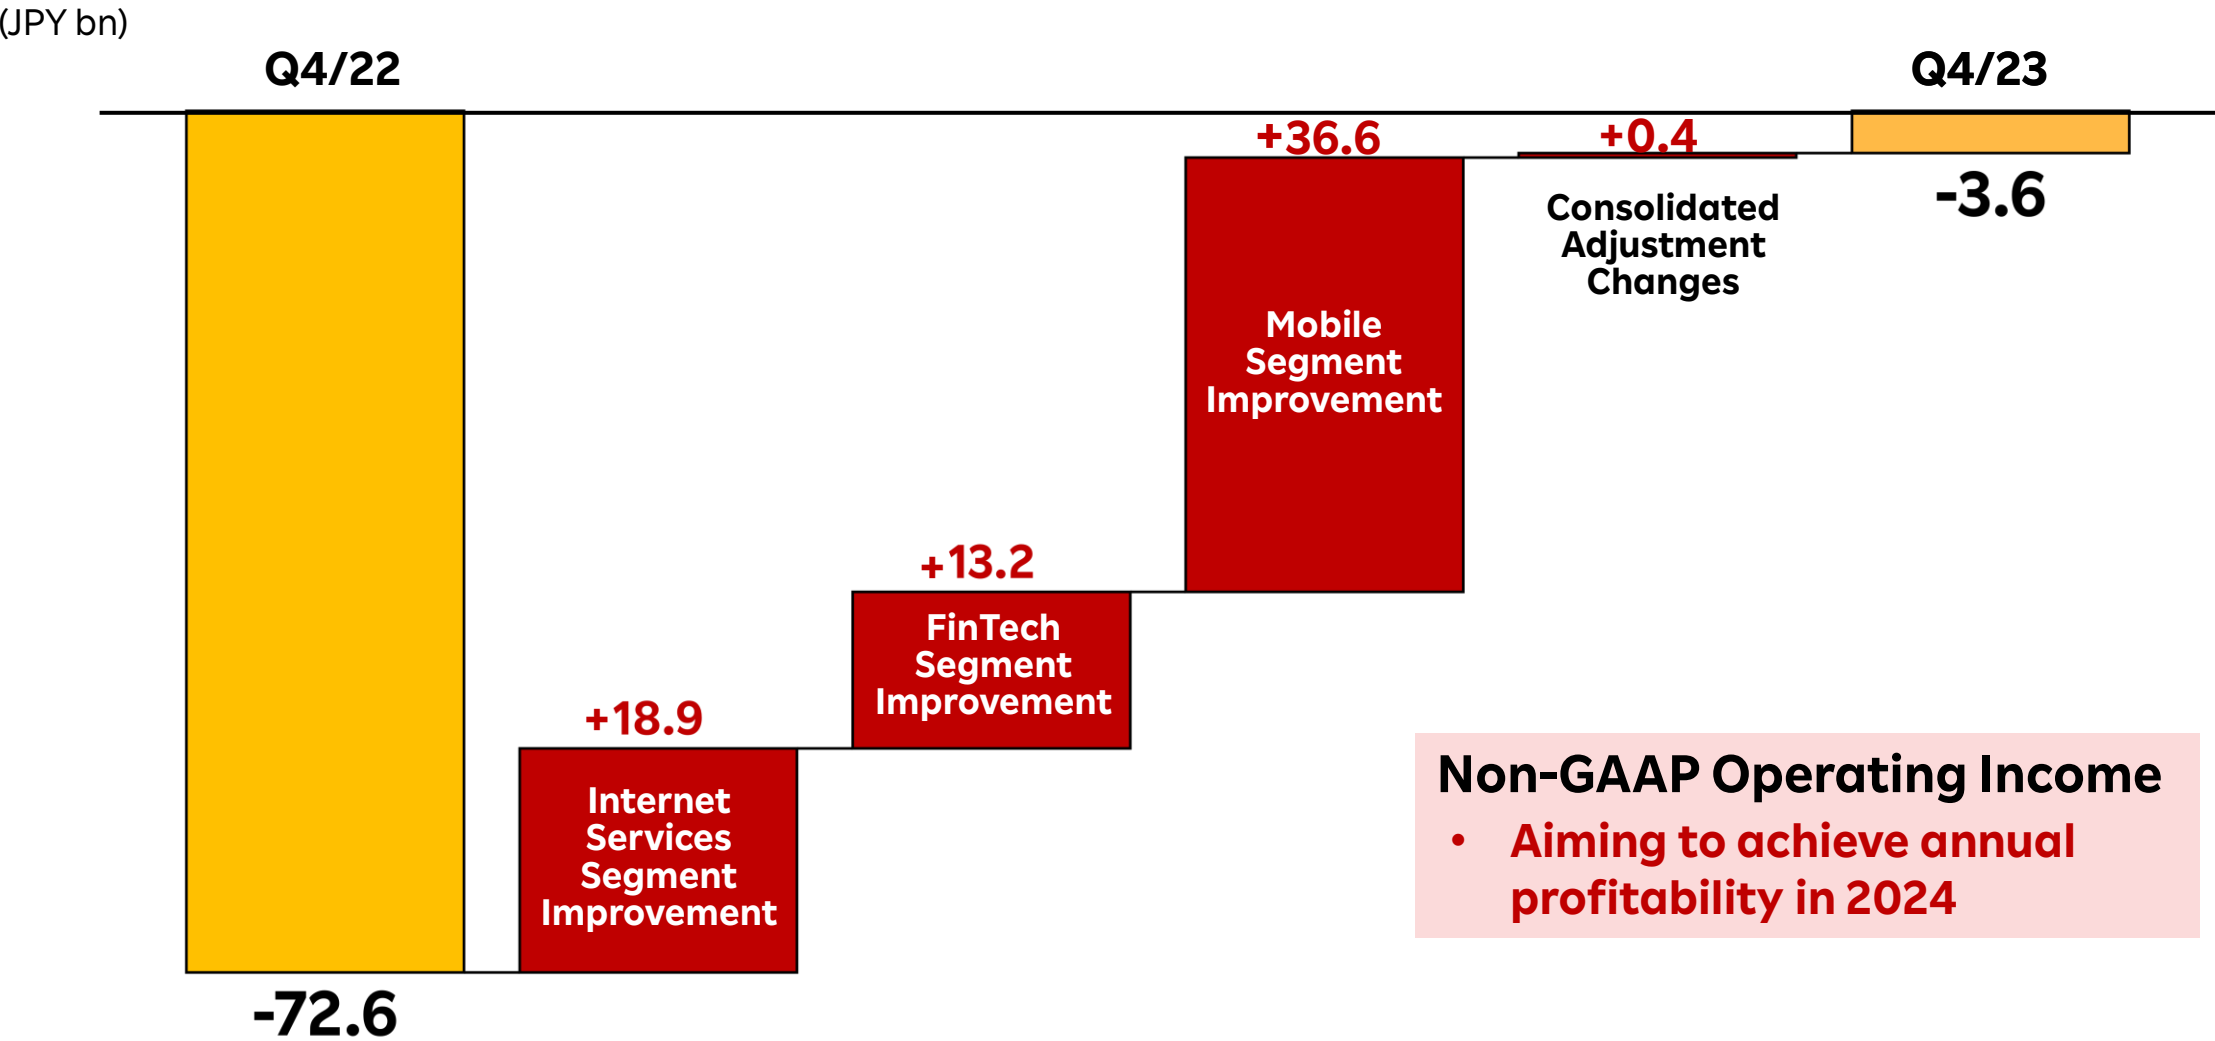 (JPY bn)
Q4/22
Q4/23
-72.6
+18.9
Internet
Services
Segment
Improvement
+13.2
FinTech
Segment
Improvement
+36.6
Mobile
Segment
Improvement
+0.4
Consolidated
Adjustment
Changes
-3.6
Non-GAAP Operating Income
• Aiming to achieve annual
profitability in 2024